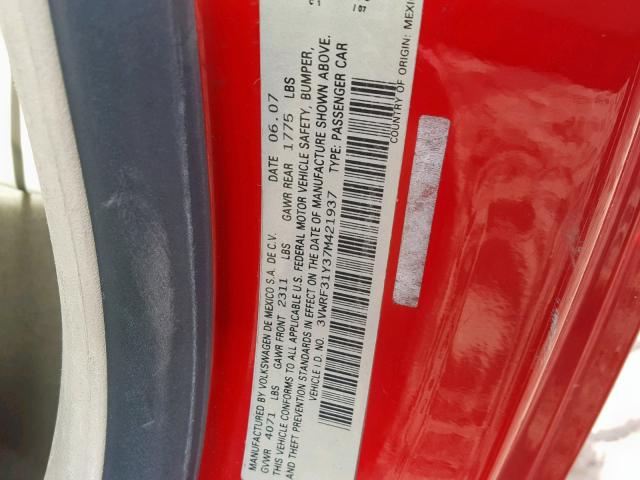 MANUFACTURED BY VOLKSWAGEN DE MEXICO S.A. DE C.V. DATE 06.07
GVWR 4071 LBS GAWR FRONT 2311 LBS GAWR REAR 1775 LBS
THIS VEHICLE CONFORMS TO ALL APPLICABLE U.S. FEDERAL MOTOR VEHICLE SAFETY, BUMPER,
AND THEFT PREVENTION STANDARDS IN EFFECT ON THE DATE OF MANUFACTURE SHOWN ABOVE.
VEHICLE I.D. NO. 3VWRF31Y37M421937 TYPE: PASSENGER CAR
COUNTRY OF ORIGIN: MEXI